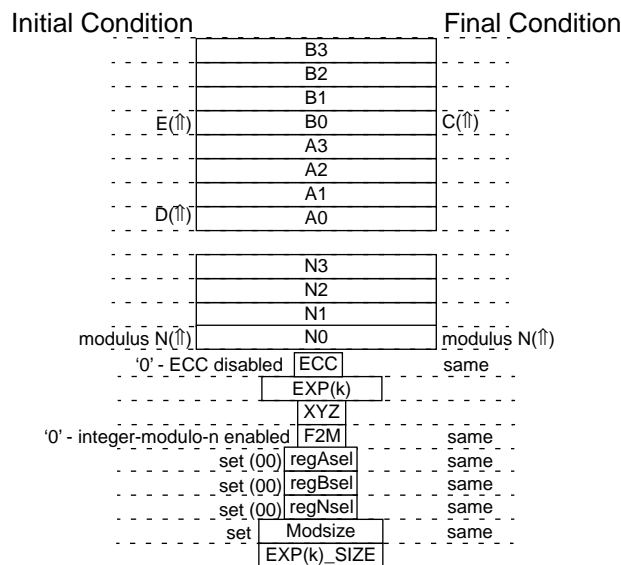 Initial Condition Final Condition
B3
B2
B1
E(⇑) B0 C(⇑)
A3
A2
A1
D(⇑) A0
N3
N2
N1
modulus N(⇑) N0 modulus N(⇑)
‘0’ - ECC disabled ECC same
EXP(k)
XYZ
‘0’ - integer-modulo-n enabled F2M same
set (00) regAsel same
set (00) regBsel same
set (00) regNsel same
set Modsize same
EXP(k)_SIZE